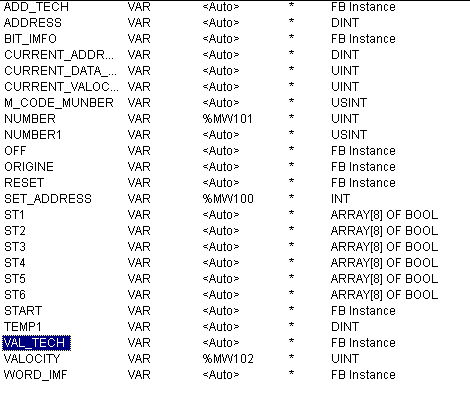 ADD_TECH VAR <Auto> * FB Instance
ADDRESS VAR <Auto> * DINT
BIT_IMFO VAR <Auto> * FB Instance
CURRENT_ADDR... VAR <Auto> * DINT
CURRENT_DATA_... VAR <Auto> * UINT
CURRENT_VALOC... VAR <Auto> * UINT
M_CODE_MUNBER VAR <Auto> * USINT
NUMBER VAR %MW101 * UINT
NUMBER1 VAR <Auto> * USINT
OFF VAR <Auto> * FB Instance
ORIGINE VAR <Auto> * FB Instance
RESET VAR <Auto> * FB Instance
SET_ADDRESS VAR %MW100 * INT
ST1 VAR <Auto> * ARRAY[8] OF BOOL
ST2 VAR <Auto> * ARRAY[8] OF BOOL
ST3 VAR <Auto> * ARRAY[8] OF BOOL
ST4 VAR <Auto> * ARRAY[8] OF BOOL
ST5 VAR <Auto> * ARRAY[8] OF BOOL
ST6 VAR <Auto> * ARRAY[8] OF BOOL
START VAR <Auto> * FB Instance
TEMP1 VAR <Auto> * DINT
VAL_TECH VAR <Auto> * FB Instance
VALOCITY VAR %MW102 * UINT
WORD_IMF VAR <Auto> * FB Instance